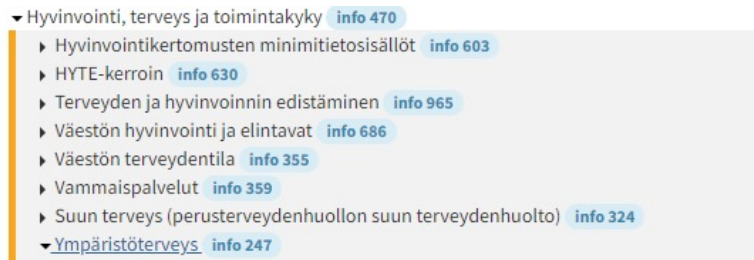 Hyvinvointi, terveys ja toimintakyky info 470
Hyvinvointikertomusten minimitietosisällöt info 603
HYTE-kerroin info 630
Terveyden ja hyvinvoinnin edistäminen info 965
Väestön hyvinvointi ja elintavat info 686
Väestön terveydentila info 355
Vammaispalvelut info 359
Suun terveys (perusterveydenhuollon suun terveydenhuolto) info 324
Ympäristöterveys info 247